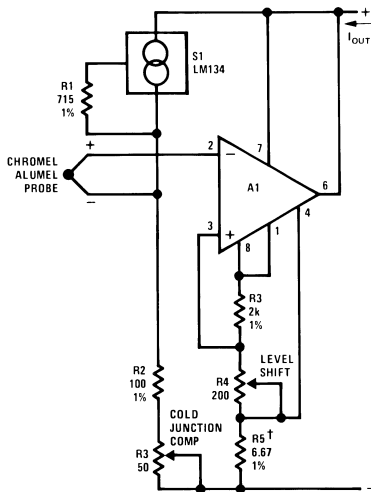 +
IOUT
S1
LM134
R1
715
1%
+
CHROMEL
ALUMEL
PROBE
−
2
−
7
A1
6
4
3
+
8
1
R3
2k
1%
LEVEL
SHIFT
R4
200
R2
100
1%
COLD
JUNCTION
COMP
R3
50
R5†
6.67
1%
−